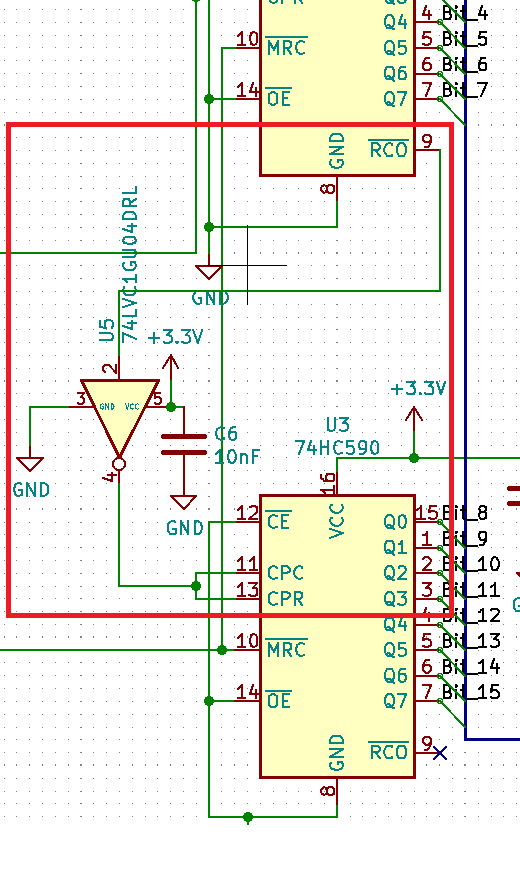 CPR
Q3
Q4 4 Bit_4
10 MRC Q5 5 Bit_5
Q6 6 Bit_6
14 OE Q7 7 Bit_7
GND RCO 9
8
GND
U5 74LVC1GU04DRL
+3.3V
2
3 GND VCC 5
4
GND
C6
10nF
GND
+3.3V
U3
74HC590
16
VCC
12 CE Q0 15 Bit_8
Q1 1 Bit_9
11 CPC Q2 2 Bit_10
13 CPR Q3 3 Bit_11
Q4 4 Bit_12
10 MRC Q5 5 Bit_13
Q6 6 Bit_14
14 OE Q7 7 Bit_15
GND RCO 9
8